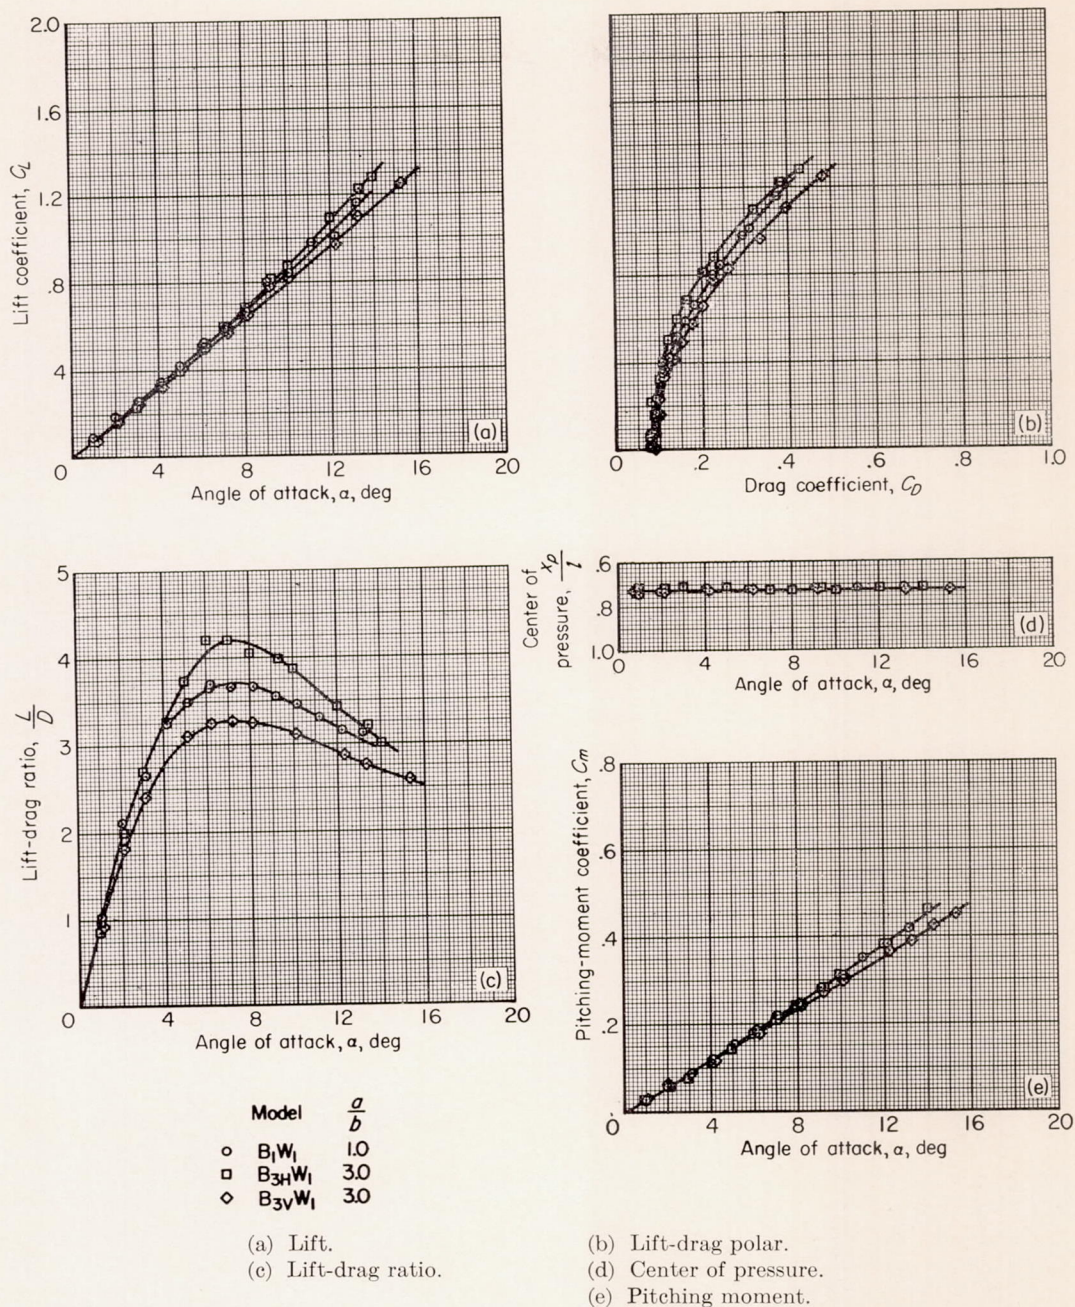 2.0
1.6
1.2
.8
4
Lift coefficient, C_L
0 4 8 12 16 20
Angle of attack, α, deg
(a)
0 .2 .4 .6 .8 1.0
Drag coefficient, C_D
(b)
5
4
3
2
1
Lift-drag ratio, L/D
0 4 8 12 16 20
Angle of attack, α, deg
(c)
.6
.8
1.0
Center of pressure, x_p/l
0 4 8 12 16 20
Angle of attack, α, deg
(d)
.8
.6
.4
.2
Pitching-moment coefficient, C_m
0 4 8 12 16 20
Angle of attack, α, deg
(e)
Model a/b
○ B₁W₁ 1.0
□ B₃HW₁ 3.0
◇ B₃VW₁ 3.0
(a) Lift.
(b) Lift-drag polar.
(c) Lift-drag ratio.
(d) Center of pressure.
(e) Pitching moment.